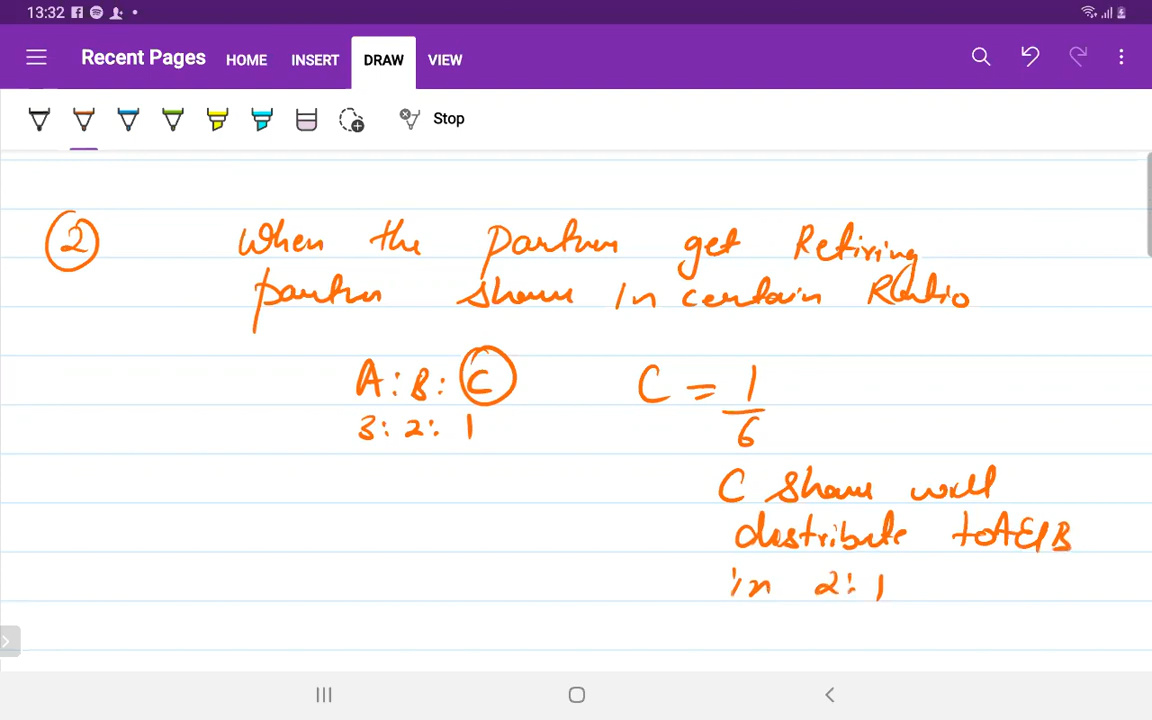 13:32
Recent Pages HOME INSERT DRAW VIEW
Stop
2 When the partner get Retiring
partner share in certain Ratio
A : B : C C = 1/6
3 : 2 : 1
C share will
distribute to A & B
in 2 : 1